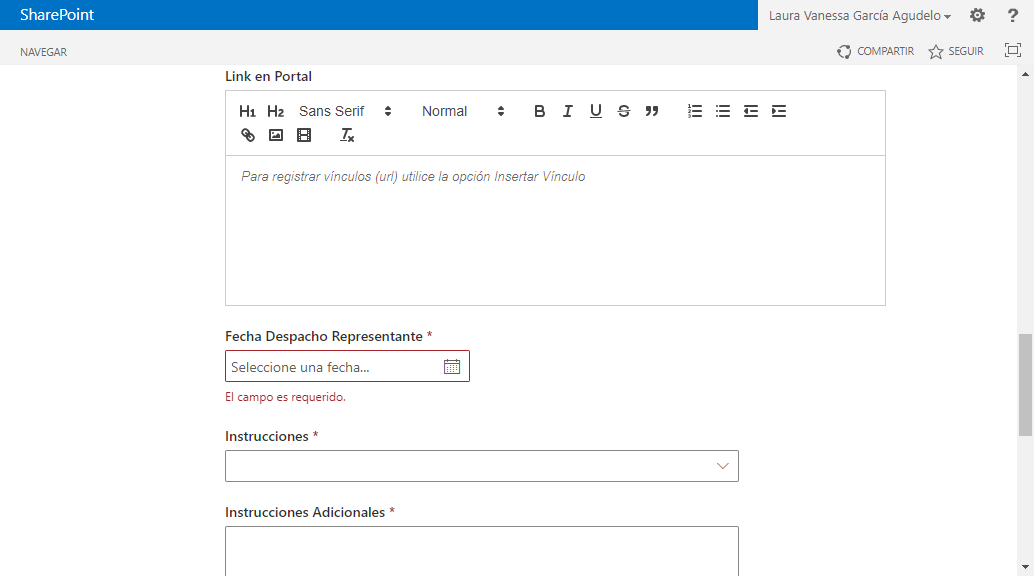 SharePoint
Laura Vanessa García Agudelo
?
NAVEGAR
COMPARTIR
SEGUIR
Link en Portal
H1 H2 Sans Serif Normal B I U S
Para registrar vínculos (url) utilice la opción Insertar Vínculo
Fecha Despacho Representante *
Seleccione una fecha...
El campo es requerido.
Instrucciones *
Instrucciones Adicionales *